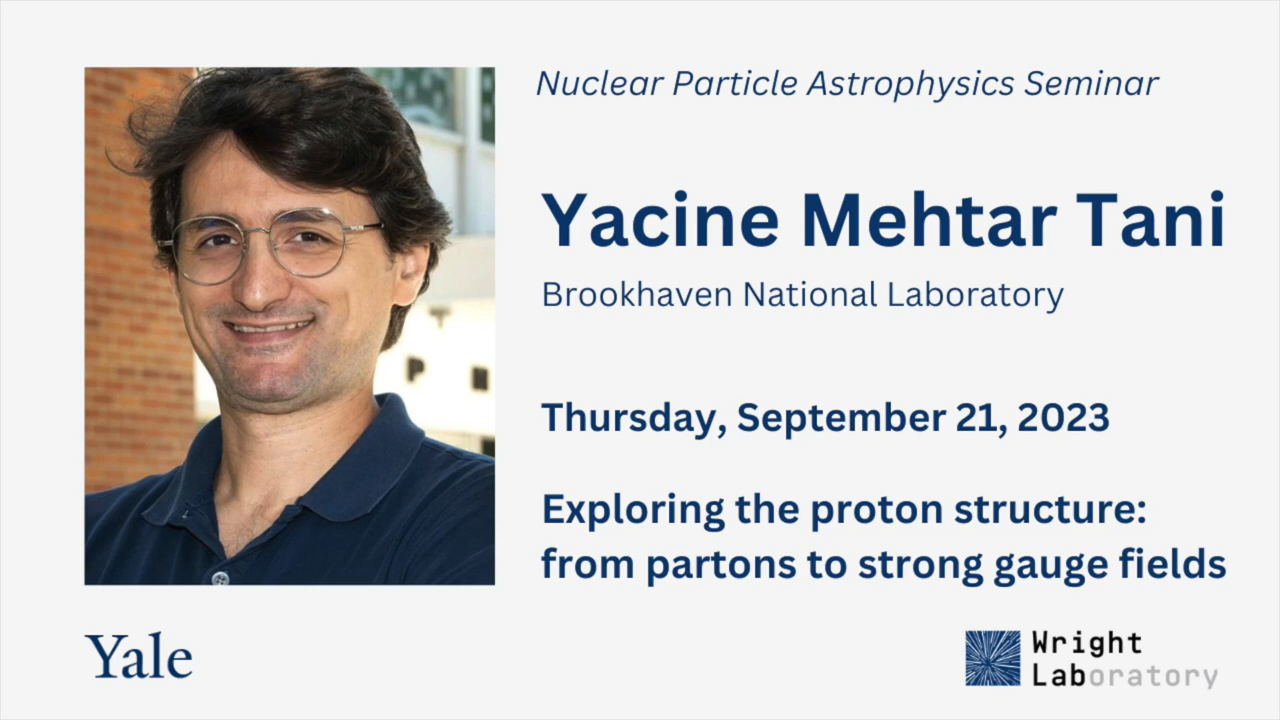 Nuclear Particle Astrophysics Seminar
Yacine Mehtar Tani
Brookhaven National Laboratory
Thursday, September 21, 2023
Exploring the proton structure:
from partons to strong gauge fields
Yale
Wright
Laboratory